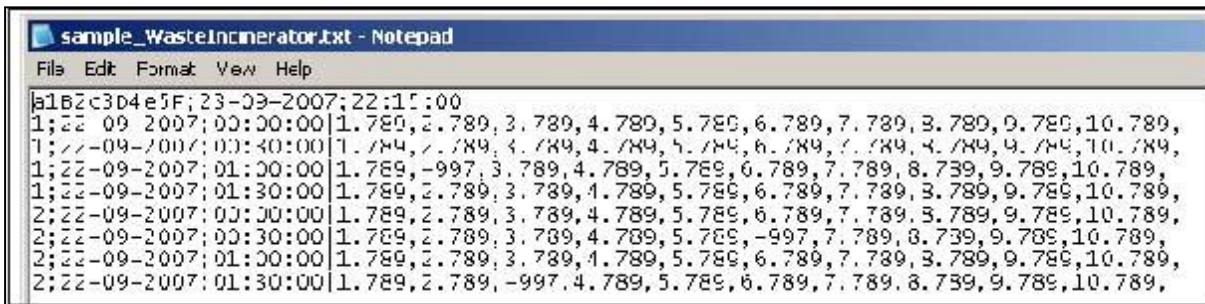 sample_WasteIncinerator.txt - Notepad
File Edit Format View Help
a1B2c3D4e5F;23-09-2007;22:15:00
1;22-09-2007;00:00:00|1.789,2.789,3.789,4.789,5.789,6.789,7.789,8.789,9.789,10.789,
1;22-09-2007;00:30:00|1.789,2.789,3.789,4.789,5.789,6.789,7.789,8.789,9.789,10.789,
1;22-09-2007;01:00:00|1.789,-997,3.789,4.789,5.789,6.789,7.789,8.789,9.789,10.789,
1;22-09-2007;01:30:00|1.789,2.789,3.789,4.789,5.789,6.789,7.789,8.789,9.789,10.789,
2;22-09-2007;00:00:00|1.789,2.789,3.789,4.789,5.789,6.789,7.789,8.789,9.789,10.789,
2;22-09-2007;00:30:00|1.789,2.789,3.789,4.789,5.789,-997,7.789,8.789,9.789,10.789,
2;22-09-2007;01:00:00|1.789,2.789,3.789,4.789,5.789,6.789,7.789,8.789,9.789,10.789,
2;22-09-2007;01:30:00|1.789,2.789,-997,4.789,5.789,6.789,7.789,8.789,9.789,10.789,